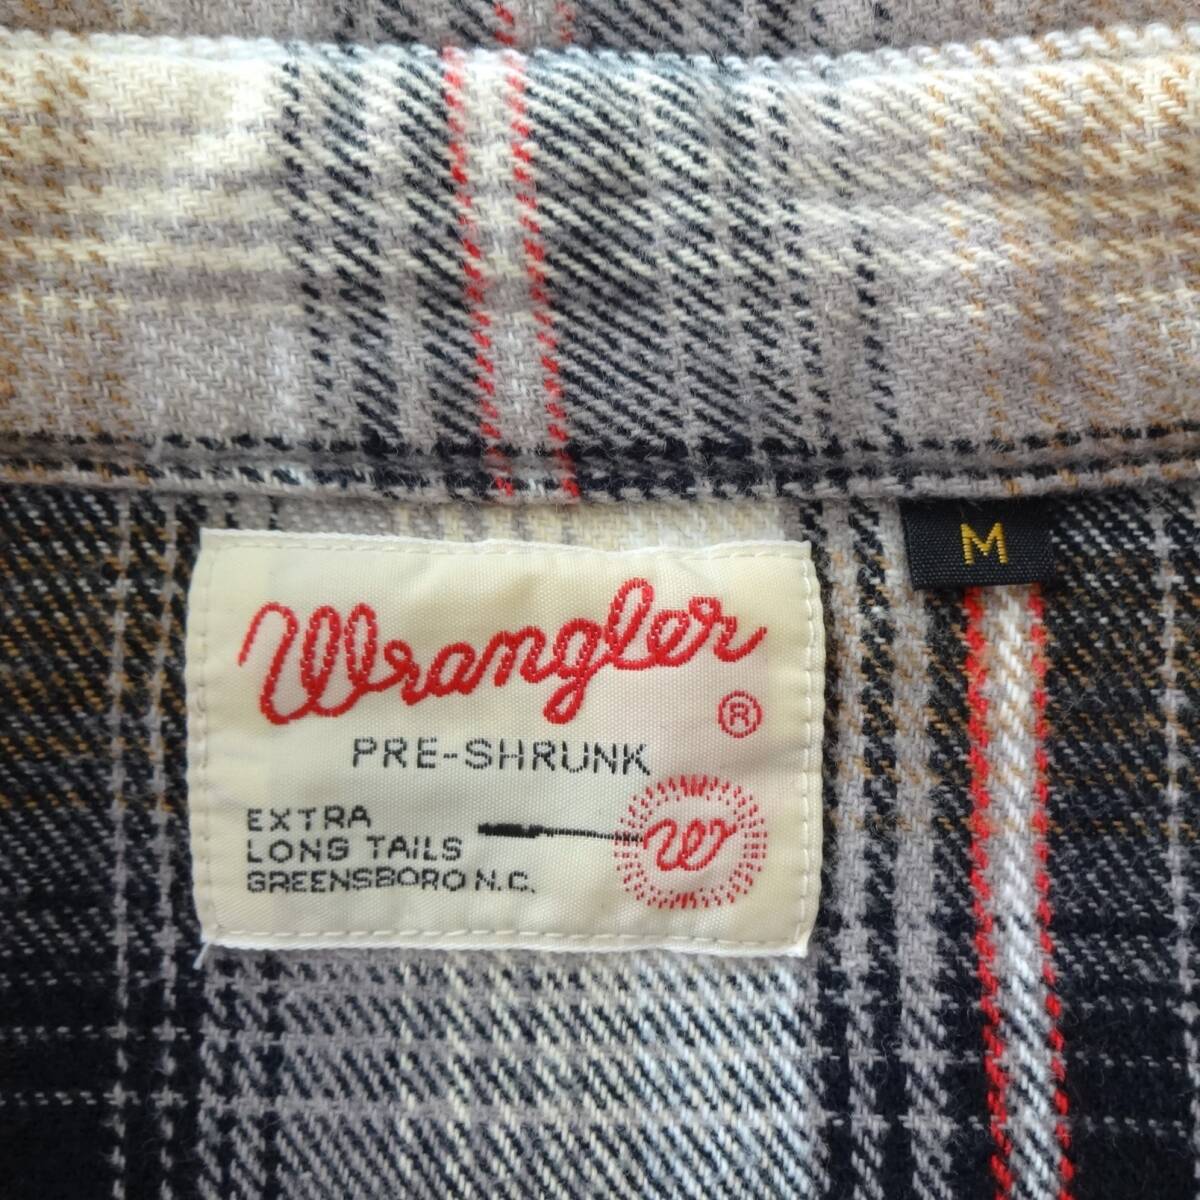 M
Wrangler
®
PRE-SHRUNK
EXTRA
LONG TAILS
GREENSBORO N.C.
W